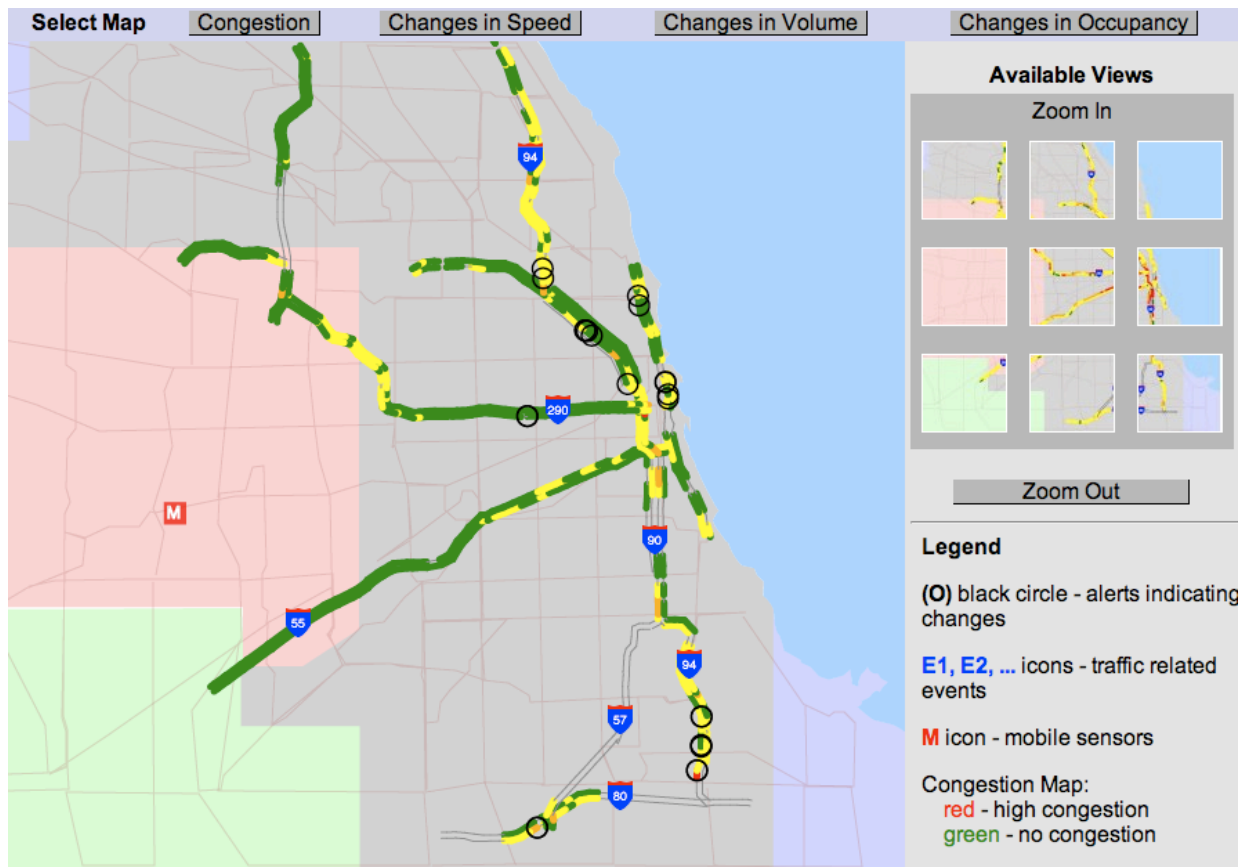 Select Map Congestion Changes in Speed Changes in Volume Changes in Occupancy
Available Views
Zoom In
94
290
M
90
55
94
57
80
Zoom Out
Legend
(O) black circle - alerts indicating
changes
E1, E2, ... icons - traffic related
events
M icon - mobile sensors
Congestion Map:
red - high congestion
green - no congestion